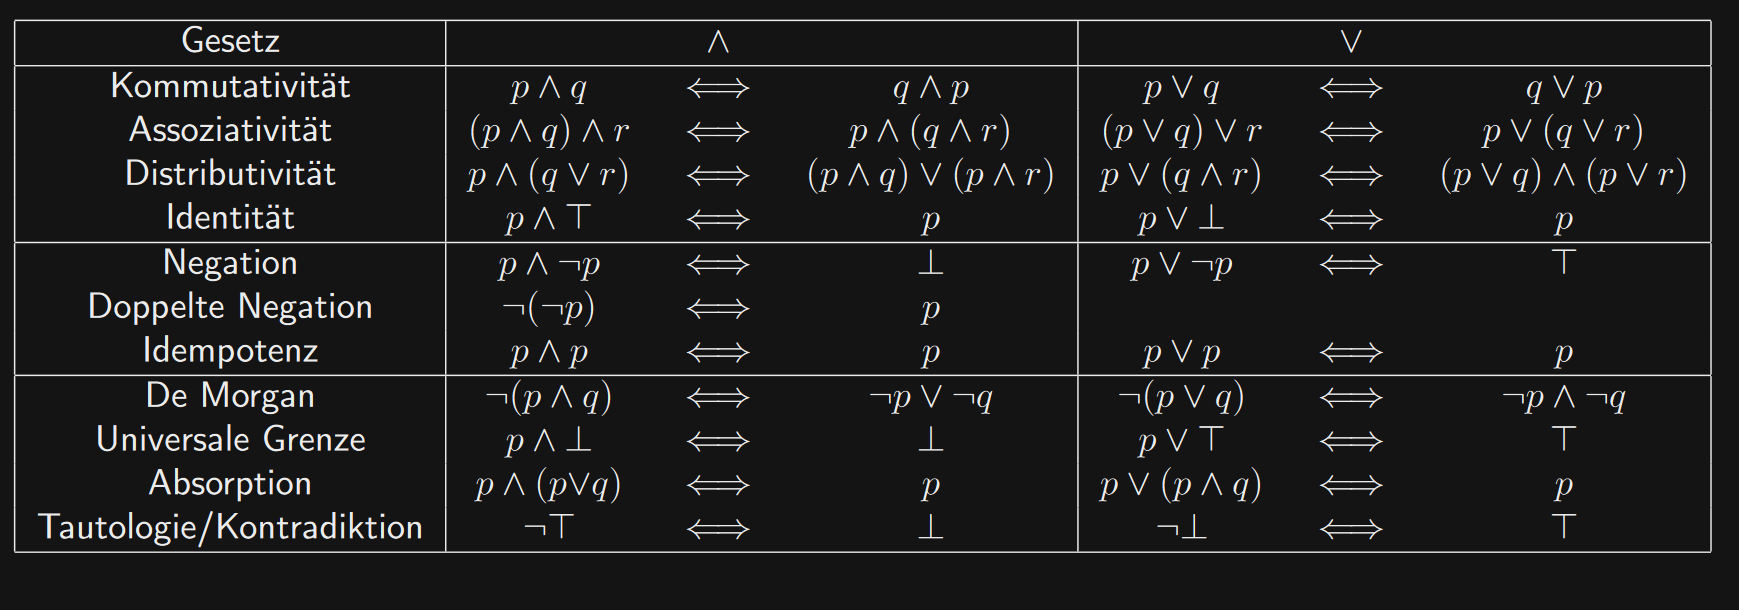 Gesetz ∧ ∨
Kommutativität p ∧ q ⟺ q ∧ p p ∨ q ⟺ q ∨ p
Assoziativität (p ∧ q) ∧ r ⟺ p ∧ (q ∧ r) (p ∨ q) ∨ r ⟺ p ∨ (q ∨ r)
Distributivität p ∧ (q ∨ r) ⟺ (p ∧ q) ∨ (p ∧ r) p ∨ (q ∧ r) ⟺ (p ∨ q) ∧ (p ∨ r)
Identität p ∧ ⊤ ⟺ p p ∨ ⊥ ⟺ p
Negation p ∧ ¬p ⟺ ⊥ p ∨ ¬p ⟺ ⊤
Doppelte Negation ¬(¬p) ⟺ p
Idempotenz p ∧ p ⟺ p p ∨ p ⟺ p
De Morgan ¬(p ∧ q) ⟺ ¬p ∨ ¬q ¬(p ∨ q) ⟺ ¬p ∧ ¬q
Universale Grenze p ∧ ⊥ ⟺ ⊥ p ∨ ⊤ ⟺ ⊤
Absorption p ∧ (p∨q) ⟺ p p ∨ (p ∧ q) ⟺ p
Tautologie/Kontradiktion ¬⊤ ⟺ ⊥ ¬⊥ ⟺ ⊤